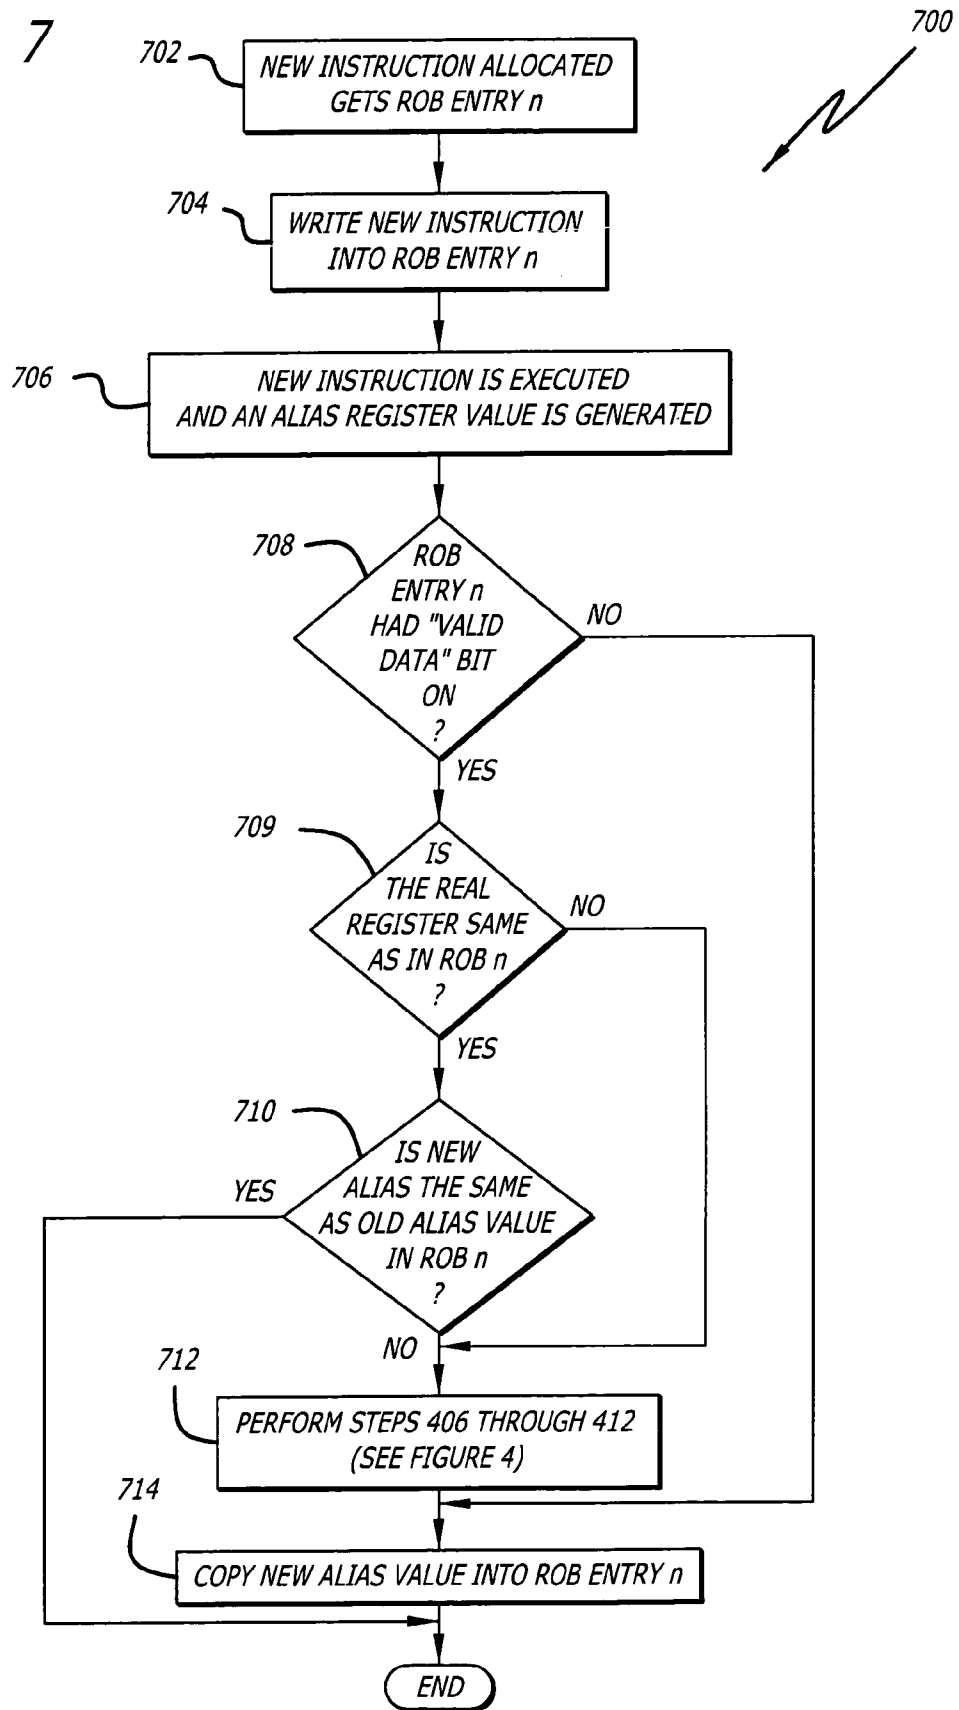 7
700
702
NEW INSTRUCTION ALLOCATED
GETS ROB ENTRY n
704
WRITE NEW INSTRUCTION
INTO ROB ENTRY n
706
NEW INSTRUCTION IS EXECUTED
AND AN ALIAS REGISTER VALUE IS GENERATED
708
ROB
ENTRY n
HAD "VALID
DATA" BIT
ON
?
NO
YES
709
IS
THE REAL
REGISTER SAME
AS IN ROB n
?
NO
YES
710
IS NEW
ALIAS THE SAME
AS OLD ALIAS VALUE
IN ROB n
?
YES
NO
712
PERFORM STEPS 406 THROUGH 412
(SEE FIGURE 4)
714
COPY NEW ALIAS VALUE INTO ROB ENTRY n
END